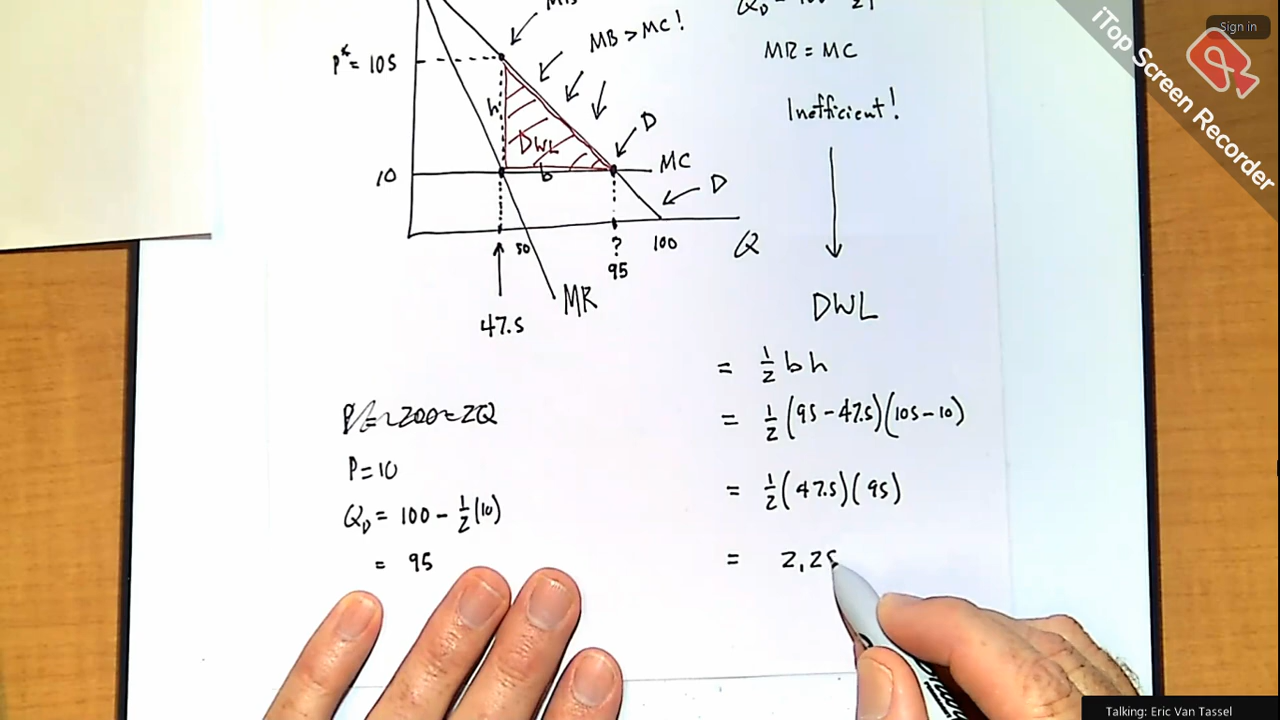 MB
P* = 105
MB > MC!
h
DWL
b
D
MC
10
D
50
?
95
100
Q
47.5
MR
MR = MC
Inefficient!
DWL
= 1/2 b h
= 1/2 (95 - 47.5)(105 - 10)
= 1/2 (47.5)(95)
= 2,25
P = 200 - 2Q
P = 10
Q_D = 100 - 1/2 (10)
= 95
iTop Screen Recorder
Sign in
Talking: Eric Van Tassel